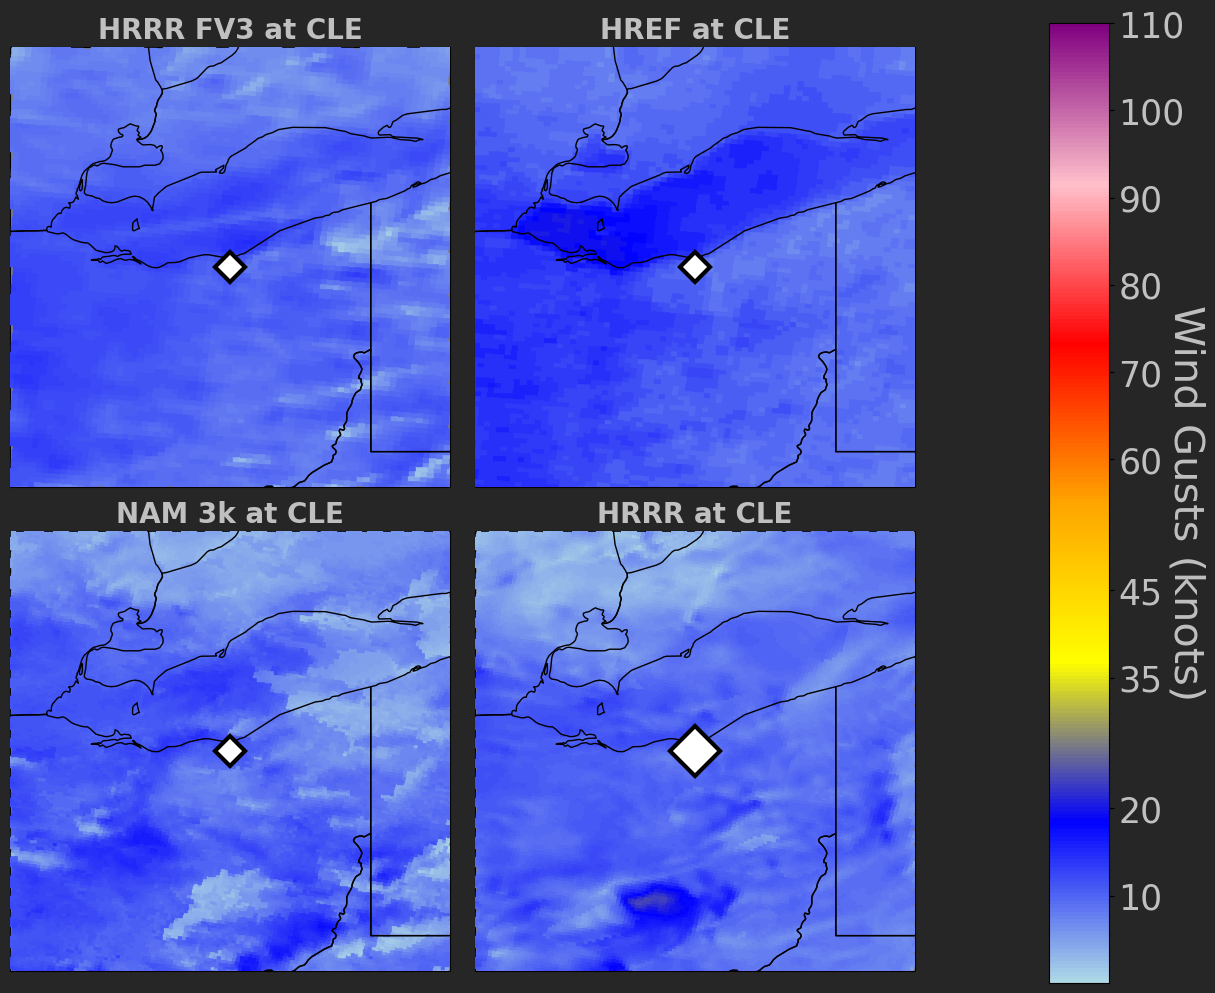 HRRR FV3 at CLE
HREF at CLE
NAM 3k at CLE
HRRR at CLE
110
100
90
80
70
60
45
35
20
10
Wind Gusts (knots)